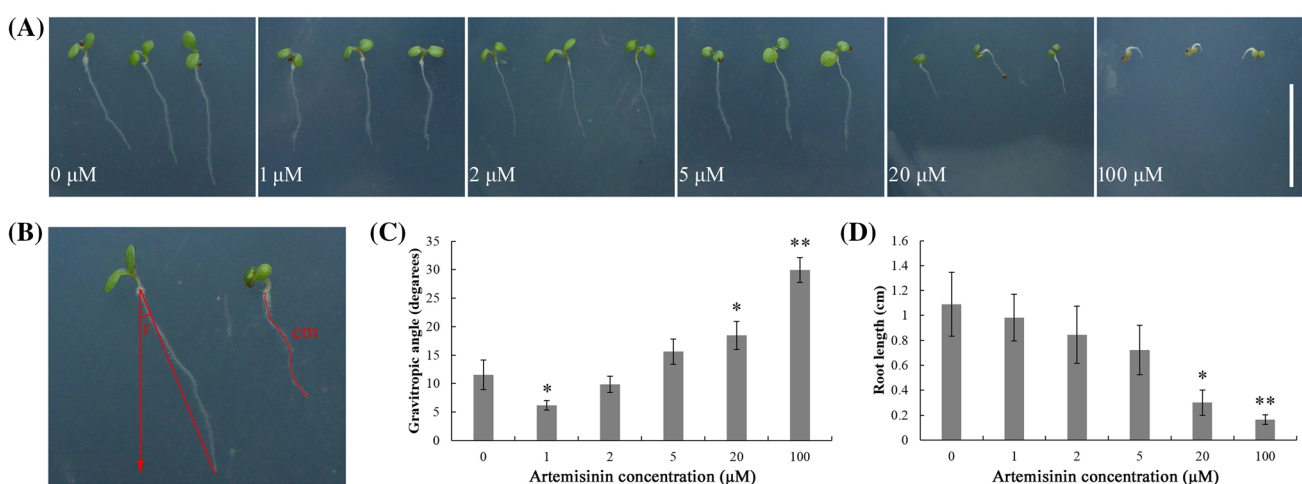 (A)
0 µM
1 µM
2 µM
5 µM
20 µM
100 µM
(B)
r
cm
(C)
Gravitropic angle (degarees)
35
30
25
20
15
10
5
0
*
*
**
0 1 2 5 20 100
Artemisinin concentration (µM)
(D)
Root length (cm)
1.6
1.4
1.2
1
0.8
0.6
0.4
0.2
0
*
**
0 1 2 5 20 100
Artemisinin concentration (µM)